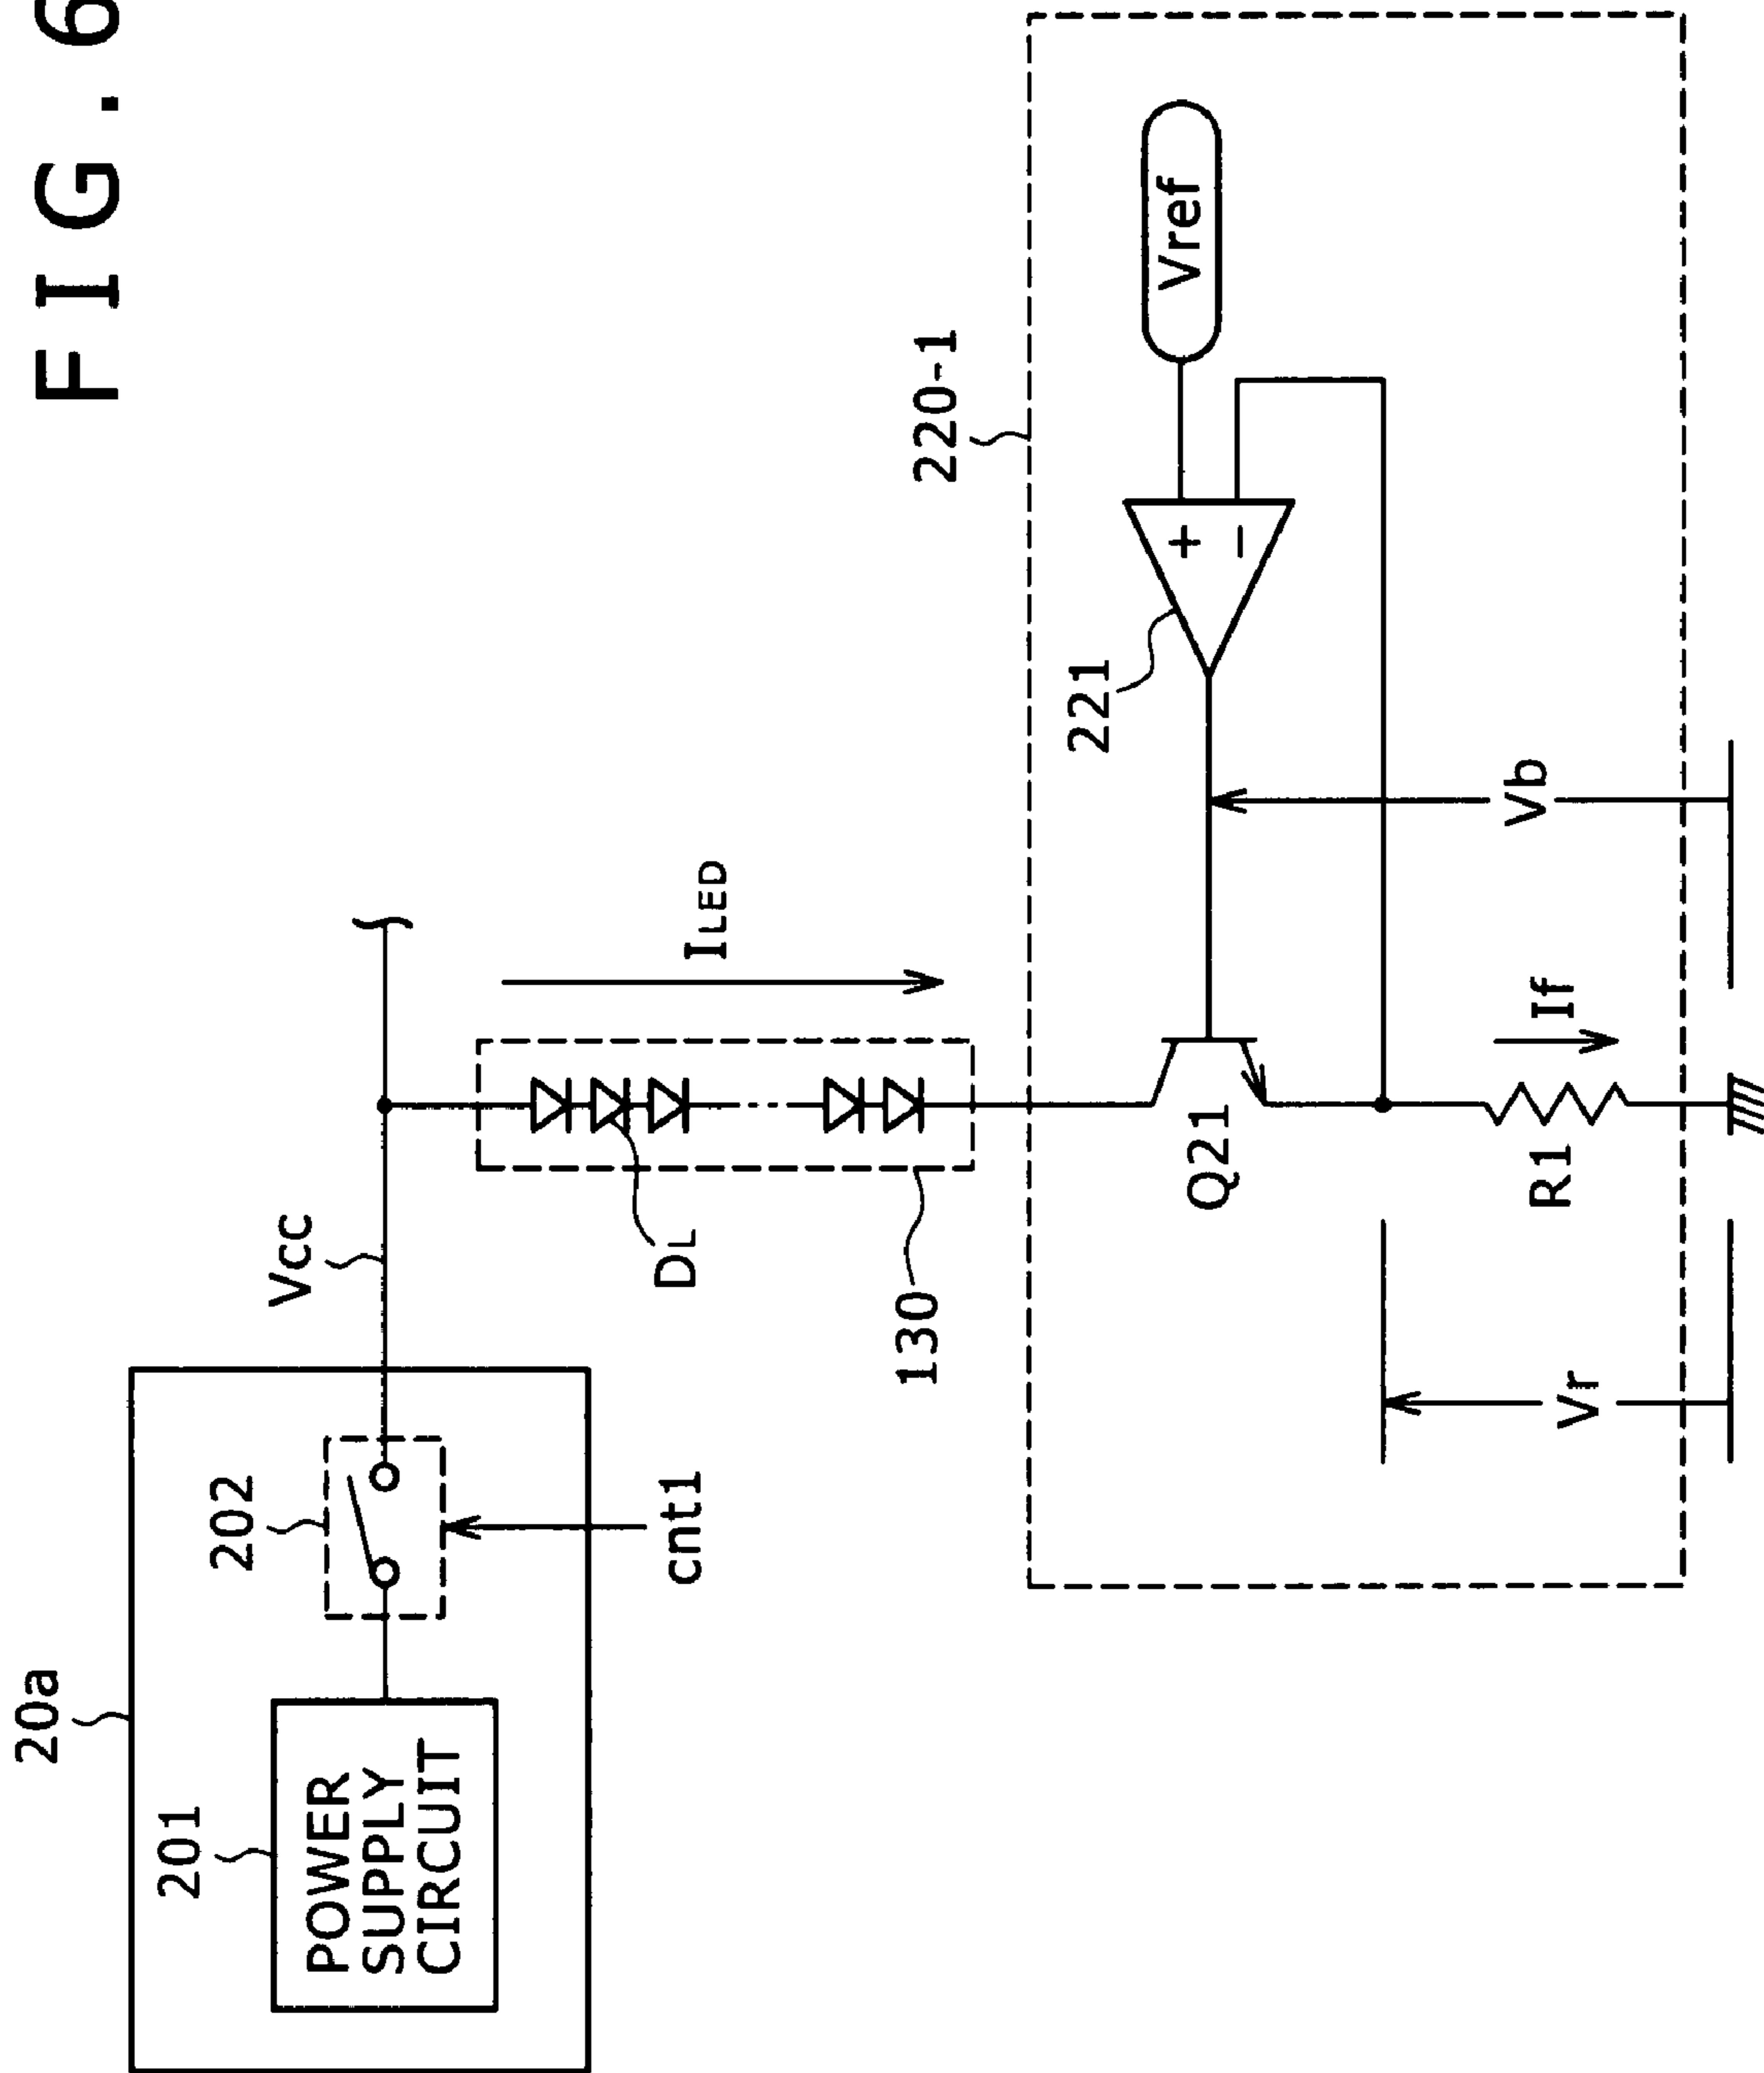 FIG.6
20a
201
POWER
SUPPLY
CIRCUIT
202
cnt1
Vcc
DL
130
ILED
220-1
221
+
−
Vref
Q21
Vb
Vr
R1
If